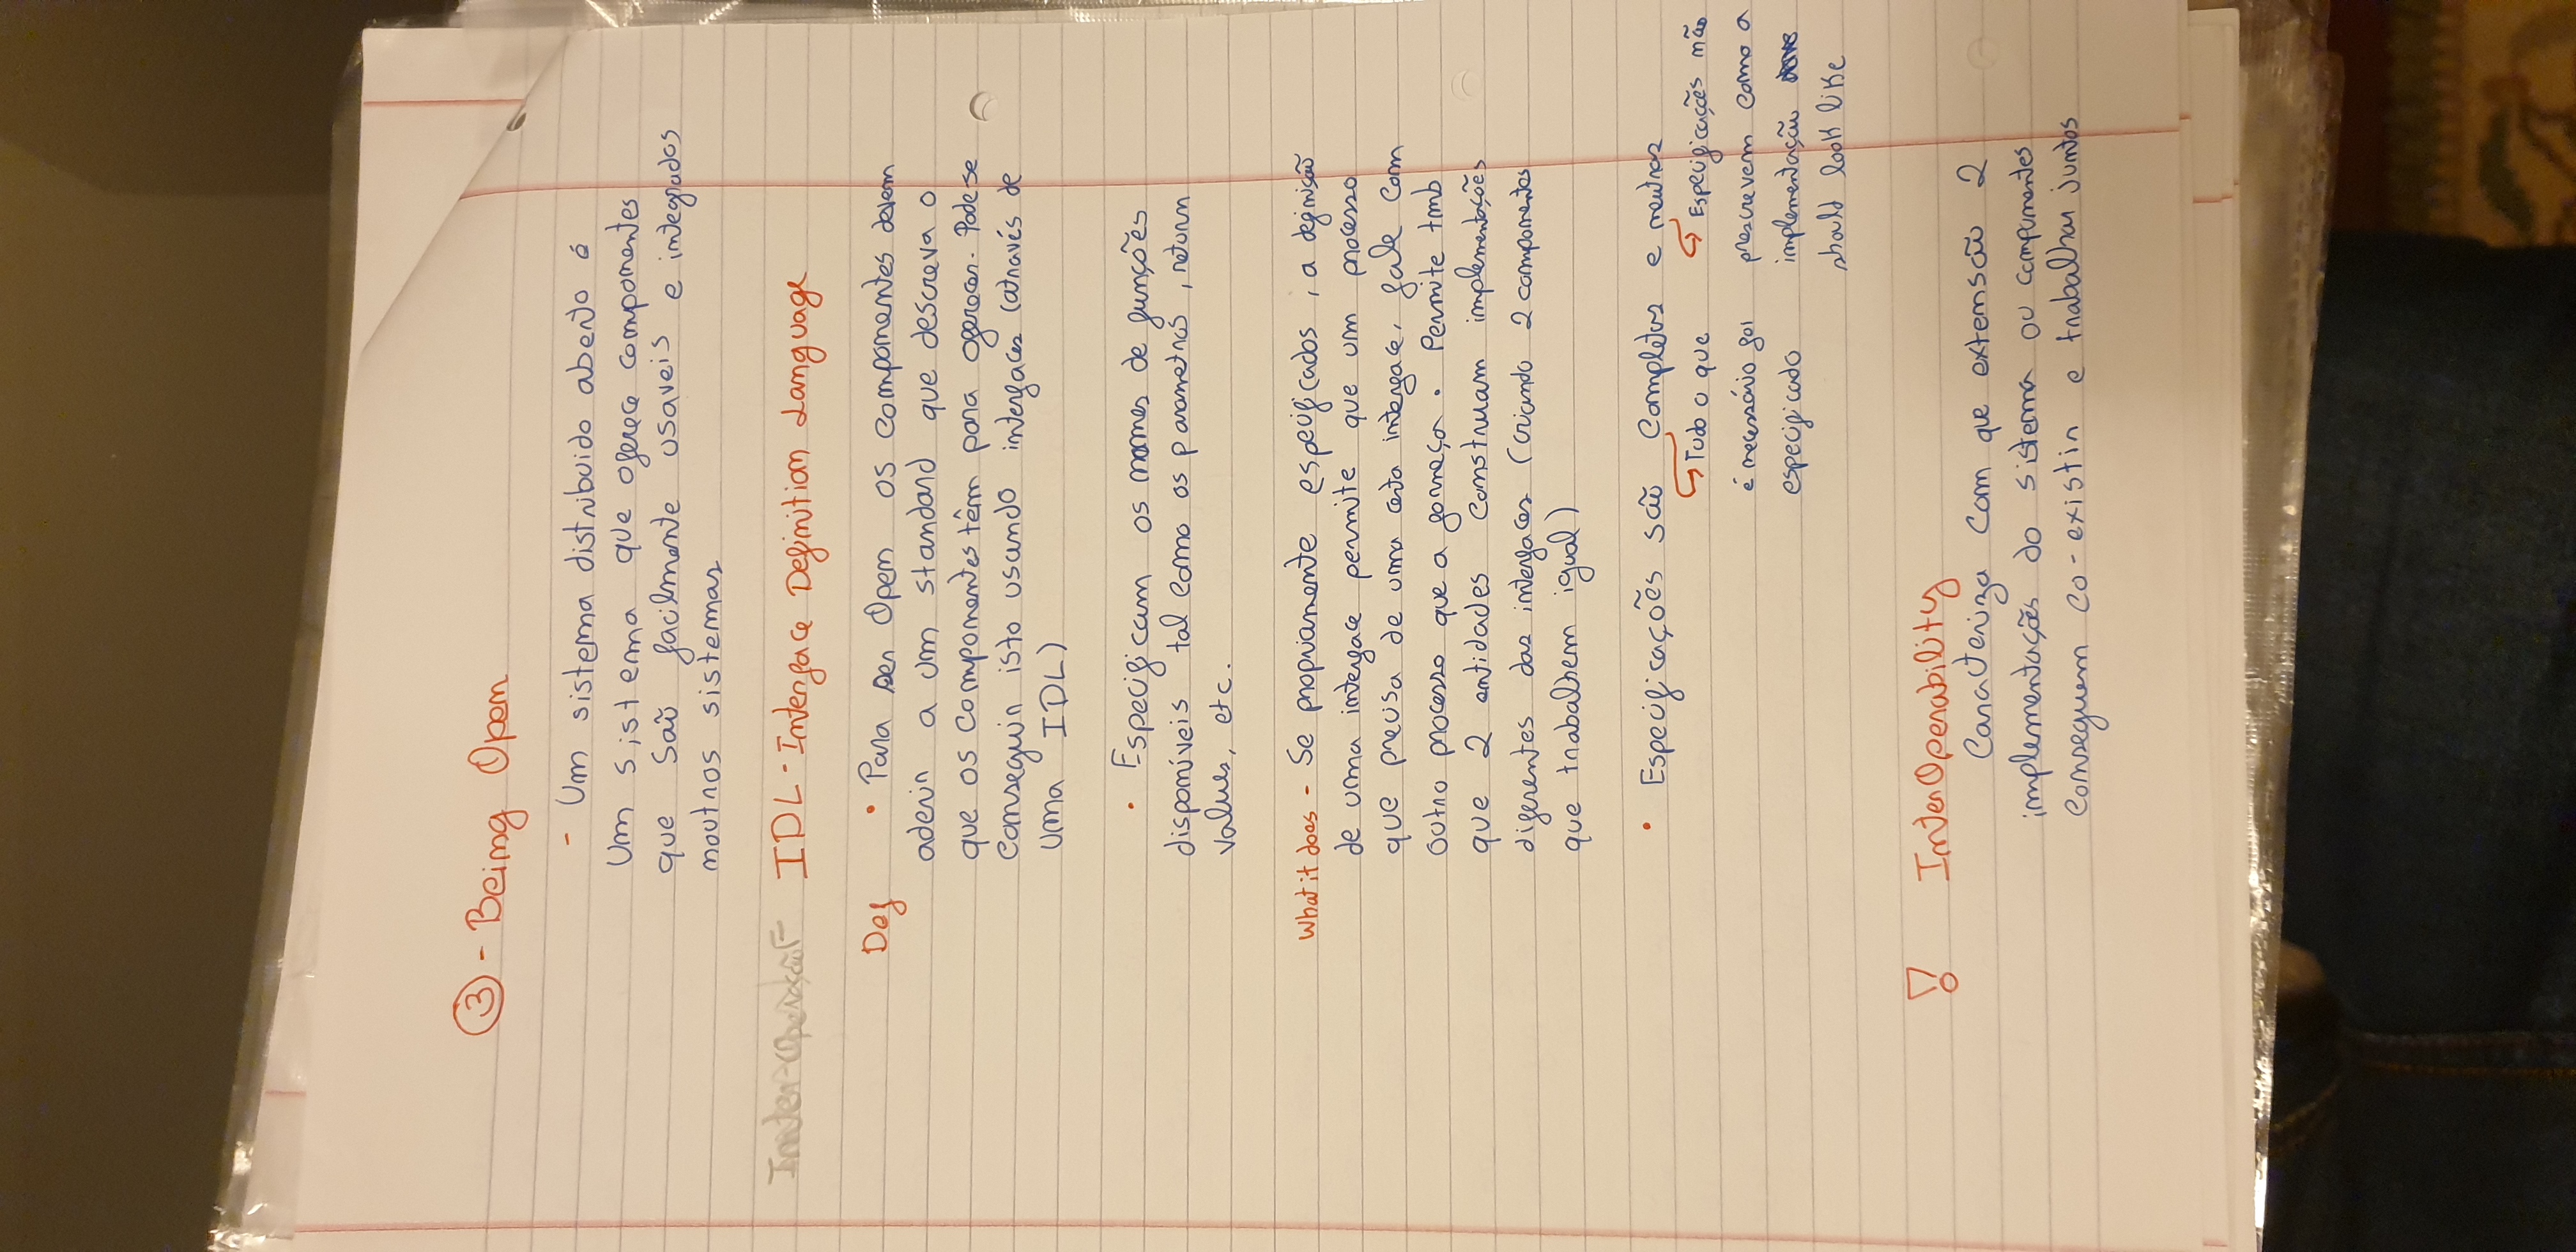 ③ - Being Open
- Um sistema distribuido aberto é
um sistema que oferece componentes
que são facilmente usaveis e integrados
noutros sistemas
IDL - Interface Definition Language
Def • Para ser Open os componentes devem
aderir a um standard que descreva o
que os componentes têm para oferecer. Pode-se
conseguir isto usando interfaces (através de
uma IDL)
• Especificam os nomes de funções
disponíveis tal como os parametros, return
values, etc.
What it does - Se propriamente especificados, a definisão
de uma interface permite que um processo
que precisa de uma certa interface, fale com
outro processo que a forneça. Permite tmb
que 2 entidades construam implementações
diferentes das interfaces (criando 2 componentes
que trabalhem igual)
• Especificações são Completas e neutras
↳ Tudo o que
é necessário foi
especificado
↳ Especificações não
prescrevem como a
implementação
should look like
! InterOperability
Caracteriza com que extensão 2
implementações do sistema ou componentes
conseguem co-existir e trabalhar juntos